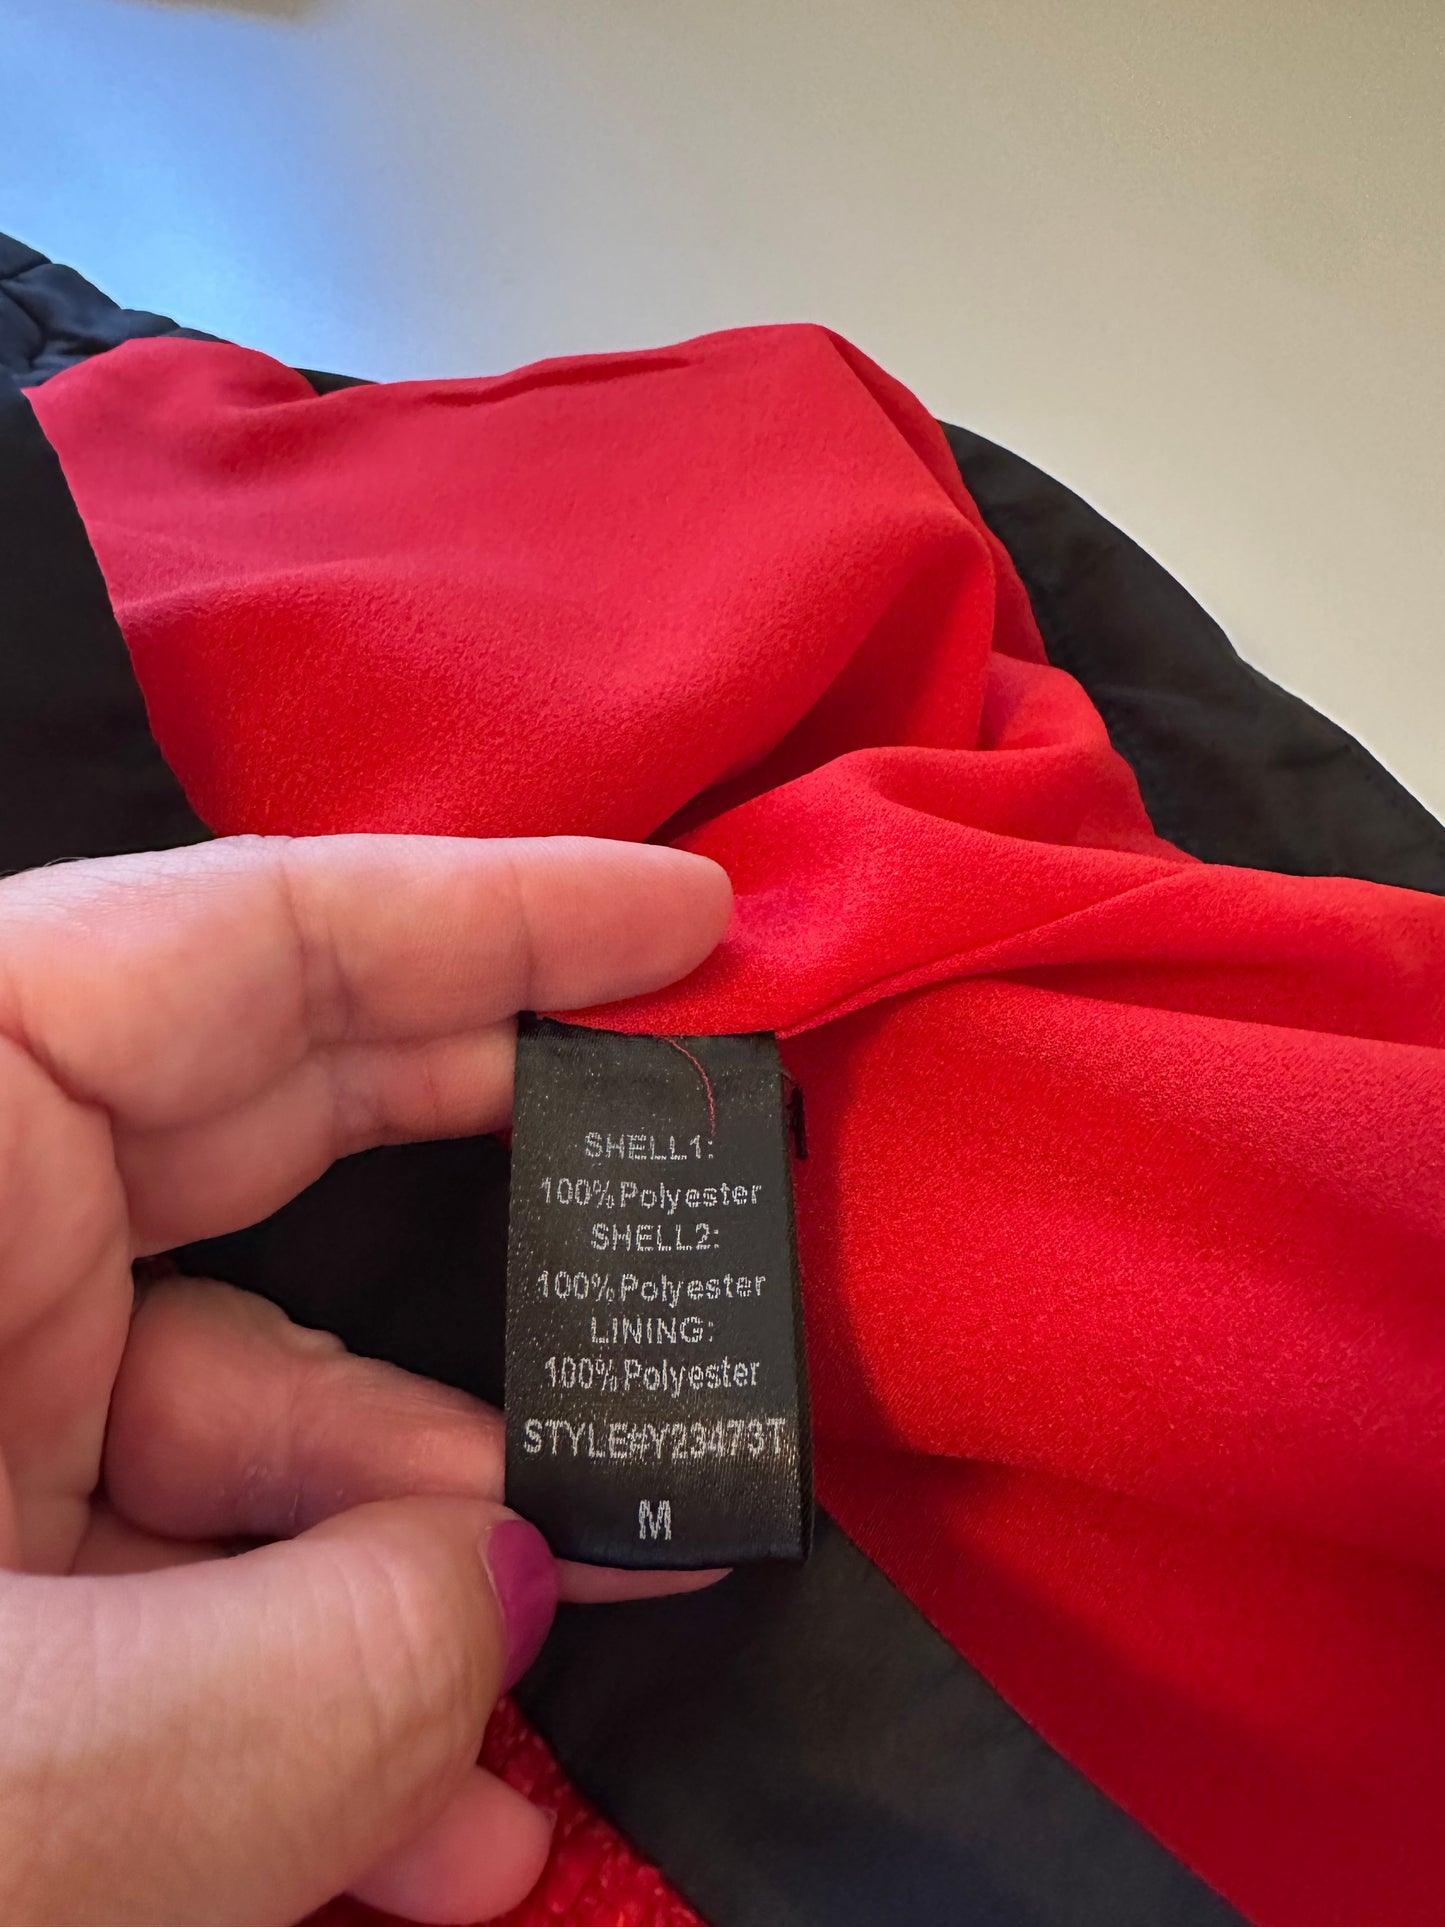 SHELL1:
100%Polyester
SHELL2:
100%Polyester
LINING:
100%Polyester
STYLE#Y23473T
M